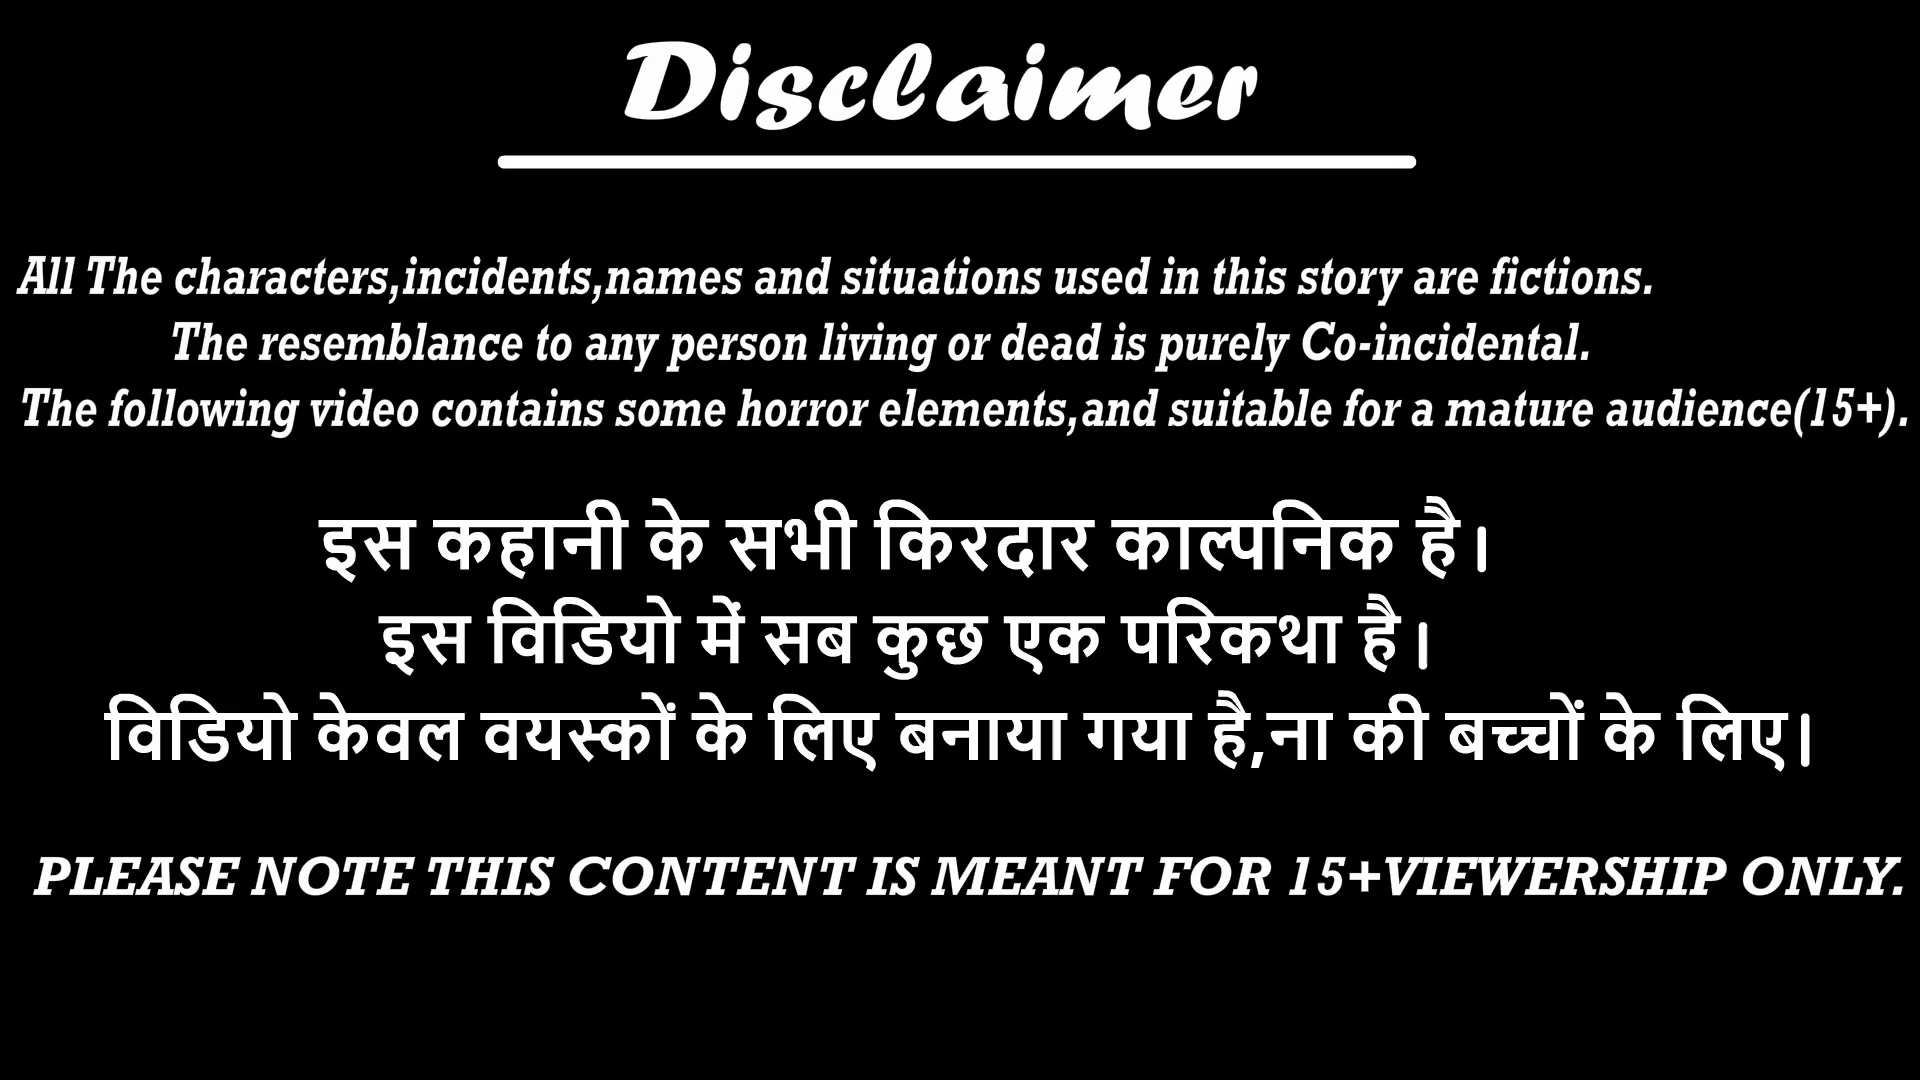 Disclaimer
All The characters,incidents,names and situations used in this story are fictions.
The resemblance to any person living or dead is purely Co-incidental.
The following video contains some horror elements,and suitable for a mature audience(15+).
इस कहानी के सभी किरदार काल्पनिक है।
इस विडियो में सब कुछ एक परिकथा है।
विडियो केवल वयस्कों के लिए बनाया गया है,ना की बच्चों के लिए।
PLEASE NOTE THIS CONTENT IS MEANT FOR 15+VIEWERSHIP ONLY.